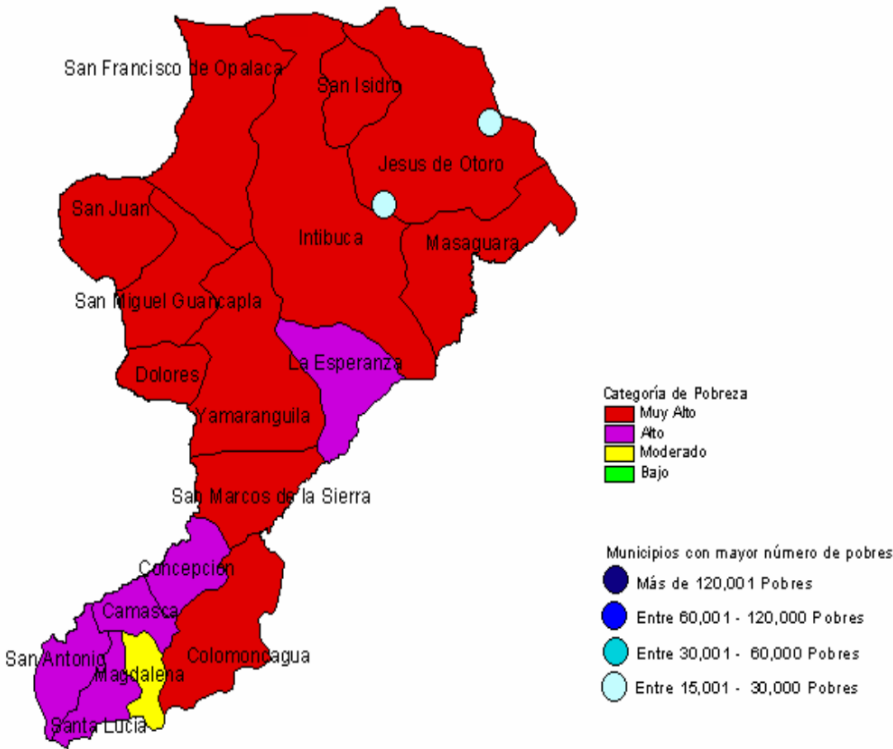 San Francisco de Opalaca
San Isidro
Jesus de Otoro
San Juan
Intibuca
Masaguara
San Miguel Guancapla
La Esperanza
Dolores
Yamaranguila
San Marcos de la Sierra
Concepción
Camasca
San Antonio
Magdalena
Colomoncagua
Santa Lucia
Categoría de Pobreza
Muy Alto
Alto
Moderado
Bajo
Municipios con mayor número de pobres
Más de 120,001 Pobres
Entre 60,001 - 120,000 Pobres
Entre 30,001 - 60,000 Pobres
Entre 15,001 - 30,000 Pobres